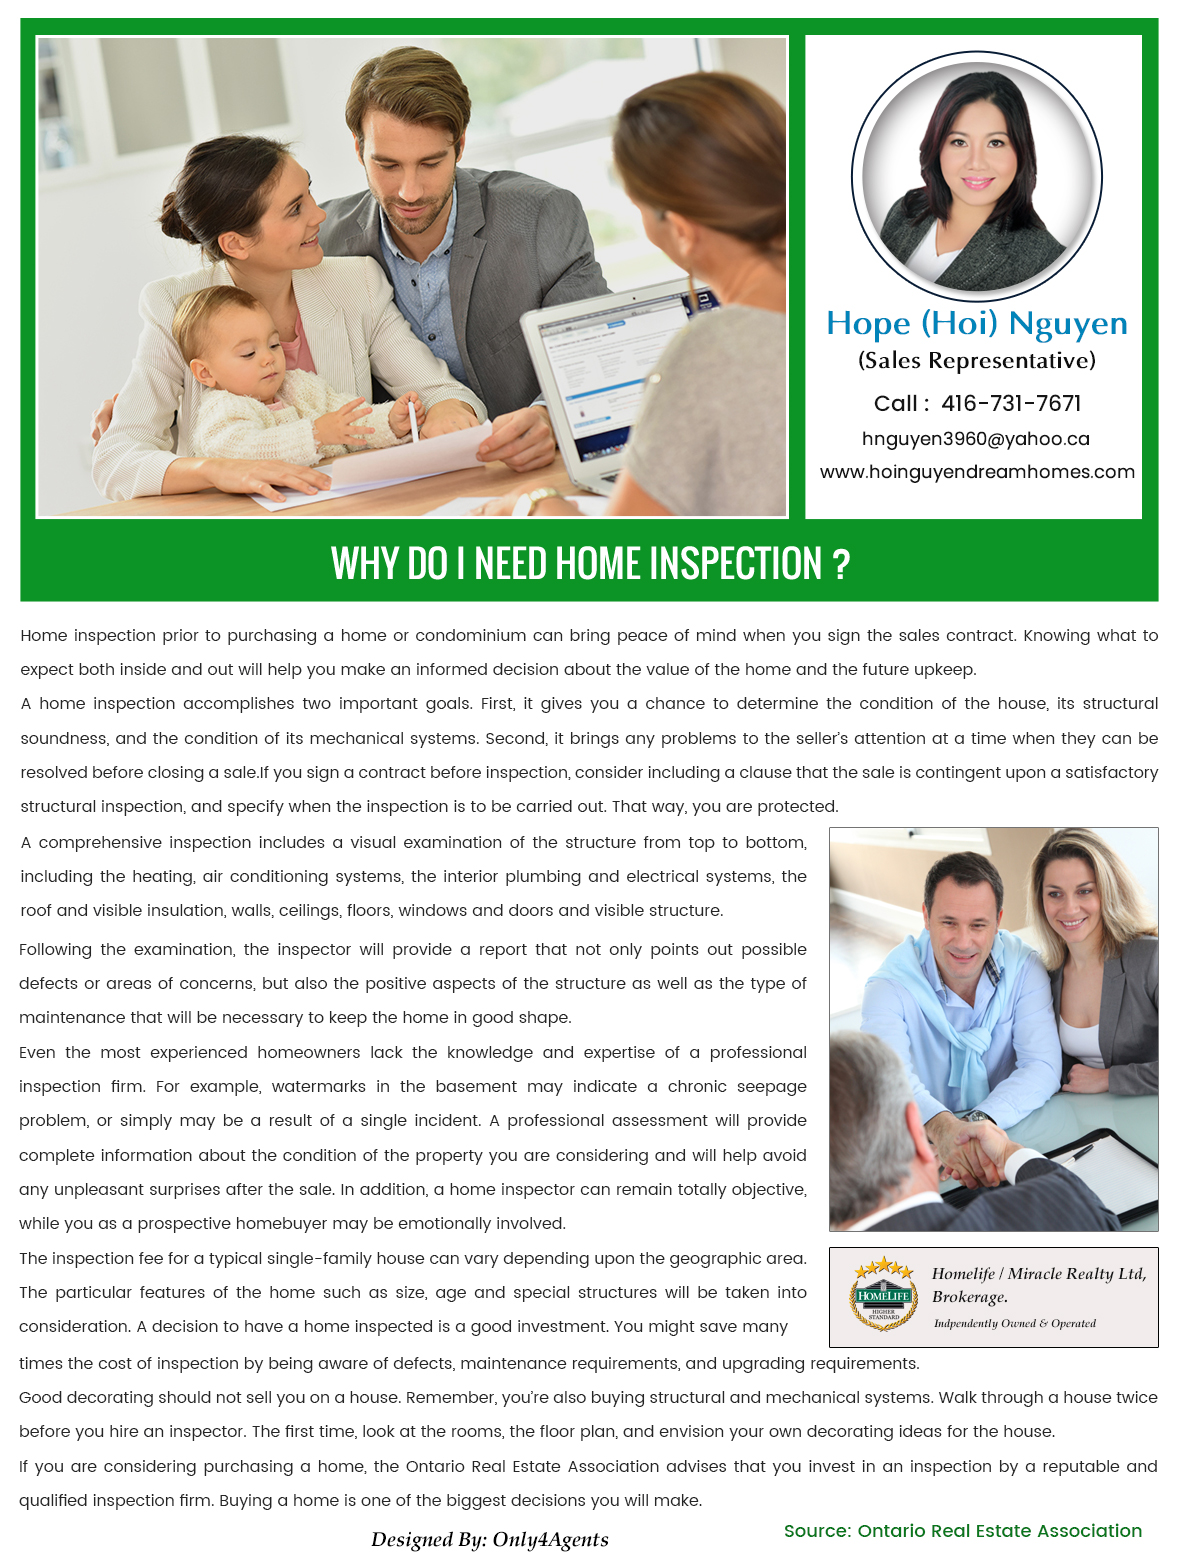 Hope (Hoi) Nguyen
(Sales Representative)
Call : 416-731-7671
hnguyen3960@yahoo.ca
www.hoinguyendreamhomes.com
WHY DO I NEED HOME INSPECTION ?
Home inspection prior to purchasing a home or condominium can bring peace of mind when you sign the sales contract. Knowing what to
expect both inside and out will help you make an informed decision about the value of the home and the future upkeep.
A home inspection accomplishes two important goals. First, it gives you a chance to determine the condition of the house, its structural
soundness, and the condition of its mechanical systems. Second, it brings any problems to the seller's attention at a time when they can be
resolved before closing a sale.If you sign a contract before inspection, consider including a clause that the sale is contingent upon a satisfactory
structural inspection, and specify when the inspection is to be carried out. That way, you are protected.
A comprehensive inspection includes a visual examination of the structure from top to bottom,
including the heating, air conditioning systems, the interior plumbing and electrical systems, the
roof and visible insulation, walls, ceilings, floors, windows and doors and visible structure.
Following the examination, the inspector will provide a report that not only points out possible
defects or areas of concerns, but also the positive aspects of the structure as well as the type of
maintenance that will be necessary to keep the home in good shape.
Even the most experienced homeowners lack the knowledge and expertise of a professional
inspection firm. For example, watermarks in the basement may indicate a chronic seepage
problem, or simply may be a result of a single incident. A professional assessment will provide
complete information about the condition of the property you are considering and will help avoid
any unpleasant surprises after the sale. In addition, a home inspector can remain totally objective,
while you as a prospective homebuyer may be emotionally involved.
The inspection fee for a typical single-family house can vary depending upon the geographic area.
The particular features of the home such as size, age and special structures will be taken into
consideration. A decision to have a home inspected is a good investment. You might save many
HOMELIFE
HIGHER
STANDARD
Homelife / Miracle Realty Ltd,
Brokerage.
Indpendently Owned & Operated
times the cost of inspection by being aware of defects, maintenance requirements, and upgrading requirements.
Good decorating should not sell you on a house. Remember, you're also buying structural and mechanical systems. Walk through a house twice
before you hire an inspector. The first time, look at the rooms, the floor plan, and envision your own decorating ideas for the house.
If you are considering purchasing a home, the Ontario Real Estate Association advises that you invest in an inspection by a reputable and
qualified inspection firm. Buying a home is one of the biggest decisions you will make.
Designed By: Only4Agents
Source: Ontario Real Estate Association